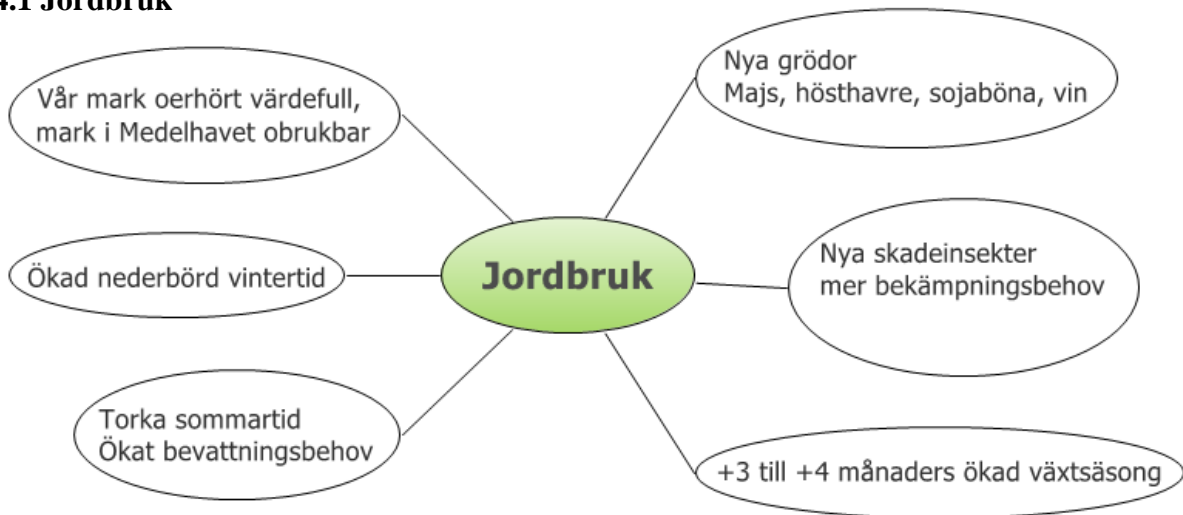 4.1 Jordbruk
Vår mark oerhört värdefull,
mark i Medelhavet obrukbar
Nya grödor
Majs, hösthavre, sojaböna, vin
Ökad nederbörd vintertid
Jordbruk
Nya skadeinsekter
mer bekämpningsbehov
Torka sommartid
Ökat bevattningsbehov
+3 till +4 månaders ökad växtsäsong